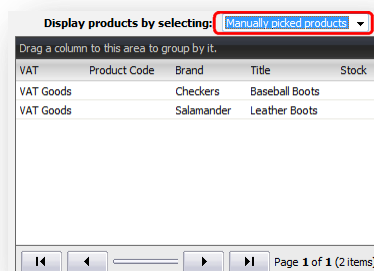 Display products by selecting: Manually picked products
Drag a column to this area to group by it.
VAT Product Code Brand Title Stock
VAT Goods Checkers Baseball Boots
VAT Goods Salamander Leather Boots
Page 1 of 1 (2 items)